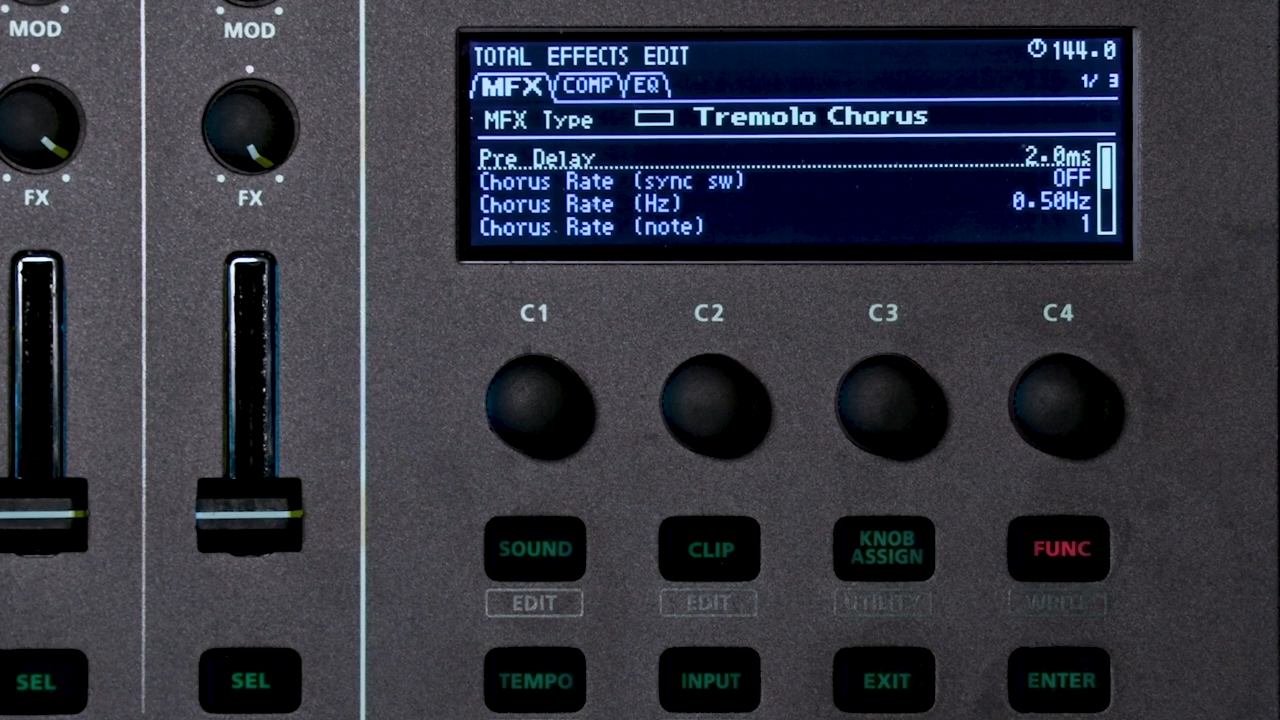 MOD
MOD
FX
FX
TOTAL EFFECTS EDIT 144.0
MFX COMP EQ 1/ 3
MFX Type Tremolo Chorus
Pre Delay 2.0ms
Chorus Rate (sync sw) OFF
Chorus Rate (Hz) 0.50Hz
Chorus Rate (note) 1
C1 C2 C3 C4
SOUND CLIP KNOB ASSIGN FUNC
EDIT EDIT UTILITY WRITE
SEL SEL TEMPO INPUT EXIT ENTER